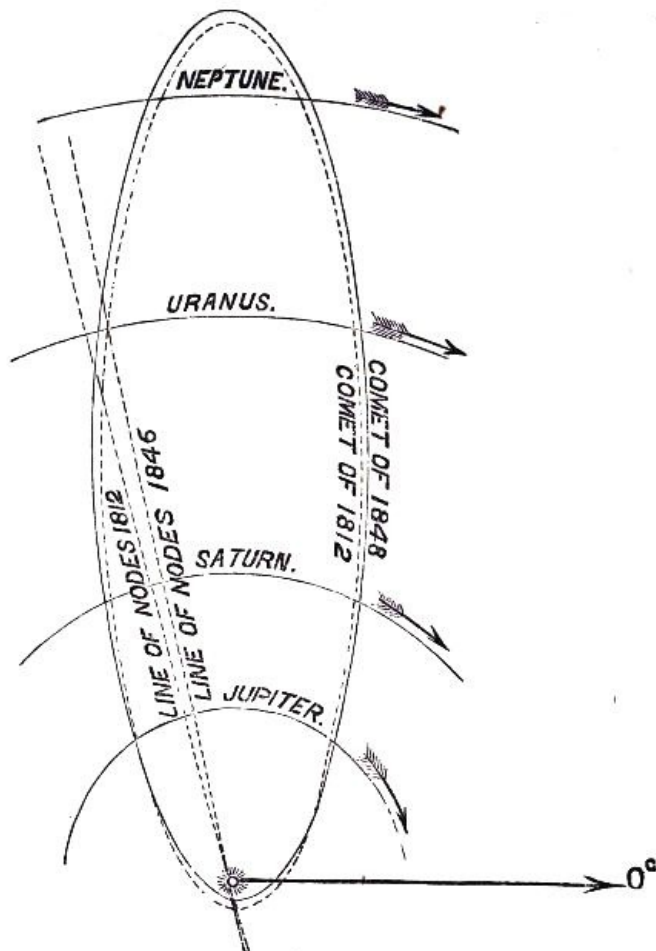 NEPTUNE.
URANUS.
COMET OF 1848
COMET OF 1812
LINE OF NODES 1812
LINE OF NODES 1846
SATURN.
JUPITER.
0°